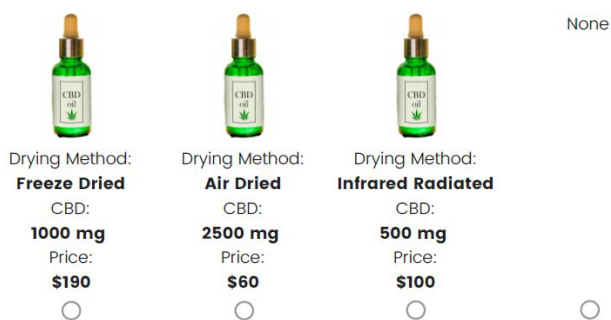 None
CBD
oil
Drying Method:
Freeze Dried
CBD:
1000 mg
Price:
$190
CBD
oil
Drying Method:
Air Dried
CBD:
2500 mg
Price:
$60
CBD
oil
Drying Method:
Infrared Radiated
CBD:
500 mg
Price:
$100